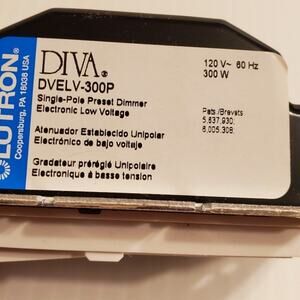 LUTRON®
Coopersburg, PA 18036 USA
DIVA®
DVELV-300P
Single-Pole Preset Dimmer
Electronic Low Voltage
Atenuador Establecido Unipolar
Electrónico de bajo voltaje
Gradateur préréglé Unipolaire
Électronique à basse tension
120 V~ 60 Hz
300 W
Pats./Brevets
5,637,930;
6,005,308;